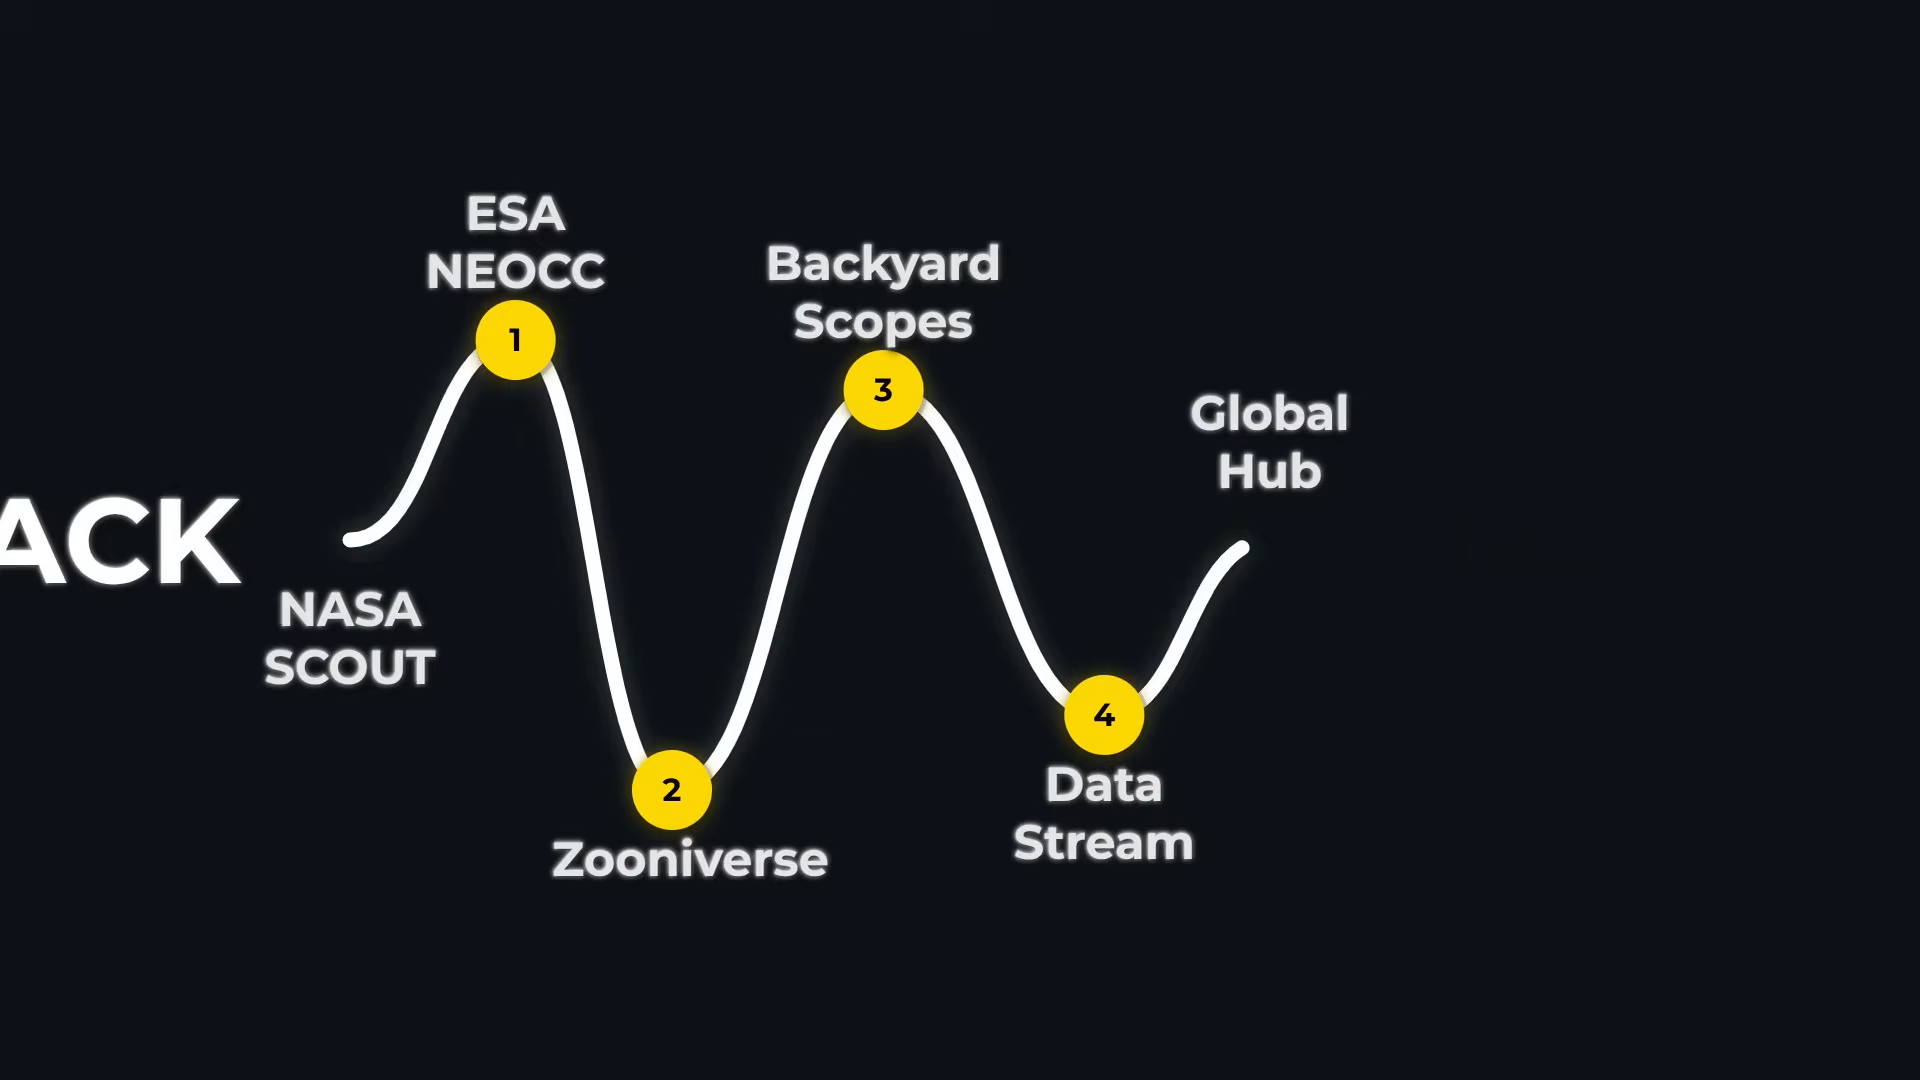 ACK
NASA
SCOUT
ESA
NEOCC
1
2
Zooniverse
Backyard
Scopes
3
4
Data
Stream
Global
Hub